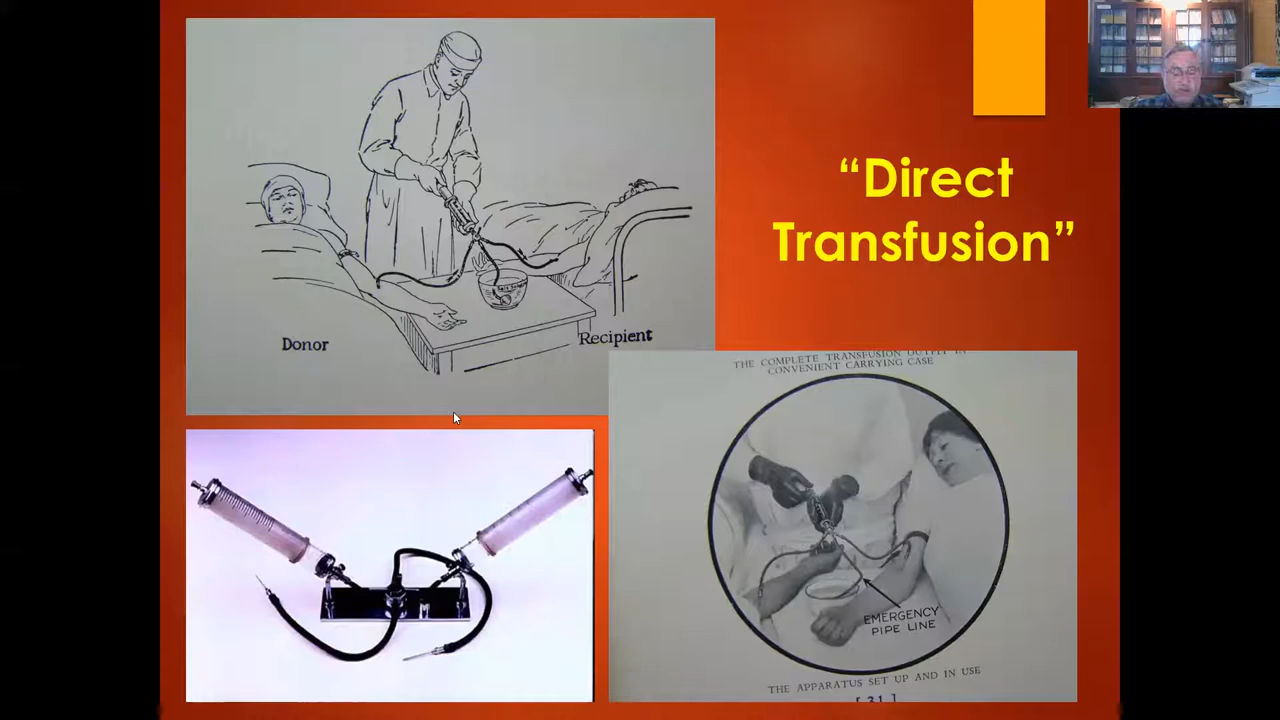 “Direct
Transfusion”
Donor
Recipient
THE COMPLETE TRANSFUSION OUTFIT IN
CONVENIENT CARRYING CASE
EMERGENCY
PIPE LINE
THE APPARATUS SET UP AND IN USE
[ 31 ]